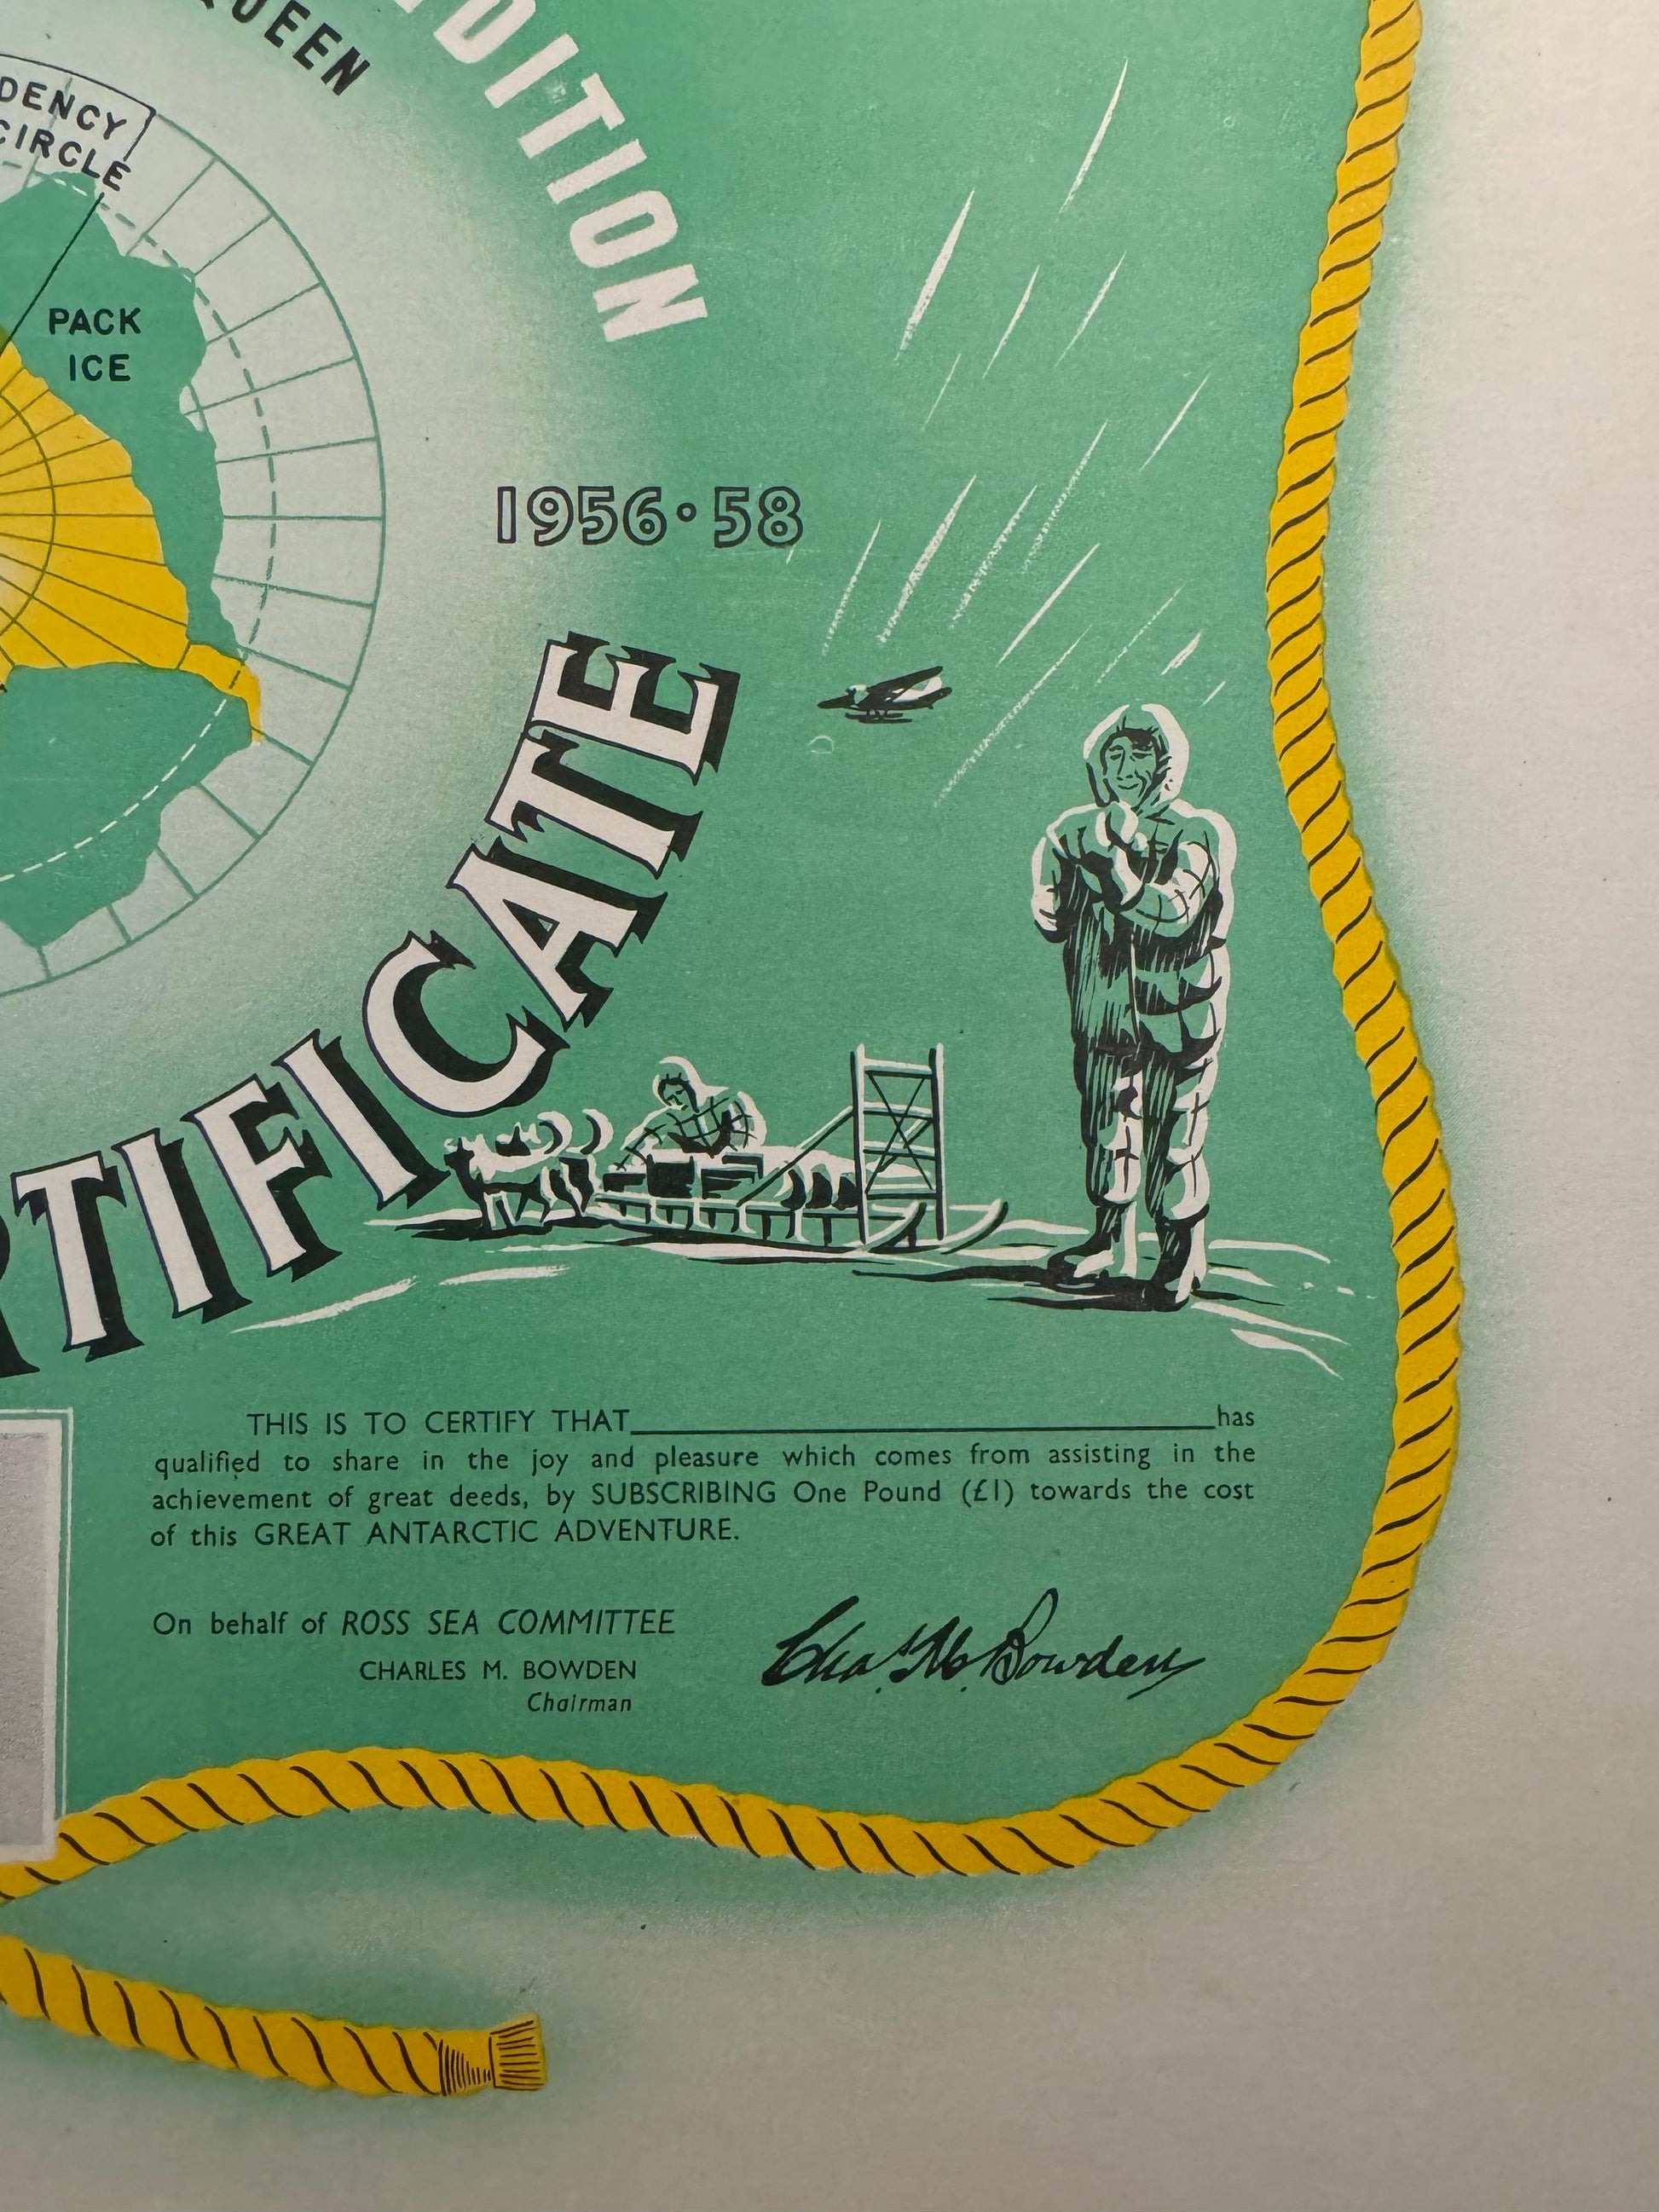 QUEEN
EDITION
DENCY
CIRCLE
PACK
ICE
1956•58
RTIFICATE
THIS IS TO CERTIFY THAT has
qualified to share in the joy and pleasure which comes from assisting in the
achievement of great deeds, by SUBSCRIBING One Pound (£1) towards the cost
of this GREAT ANTARCTIC ADVENTURE.
On behalf of ROSS SEA COMMITTEE
CHARLES M. BOWDEN
Chairman
Chas. M. Bowden